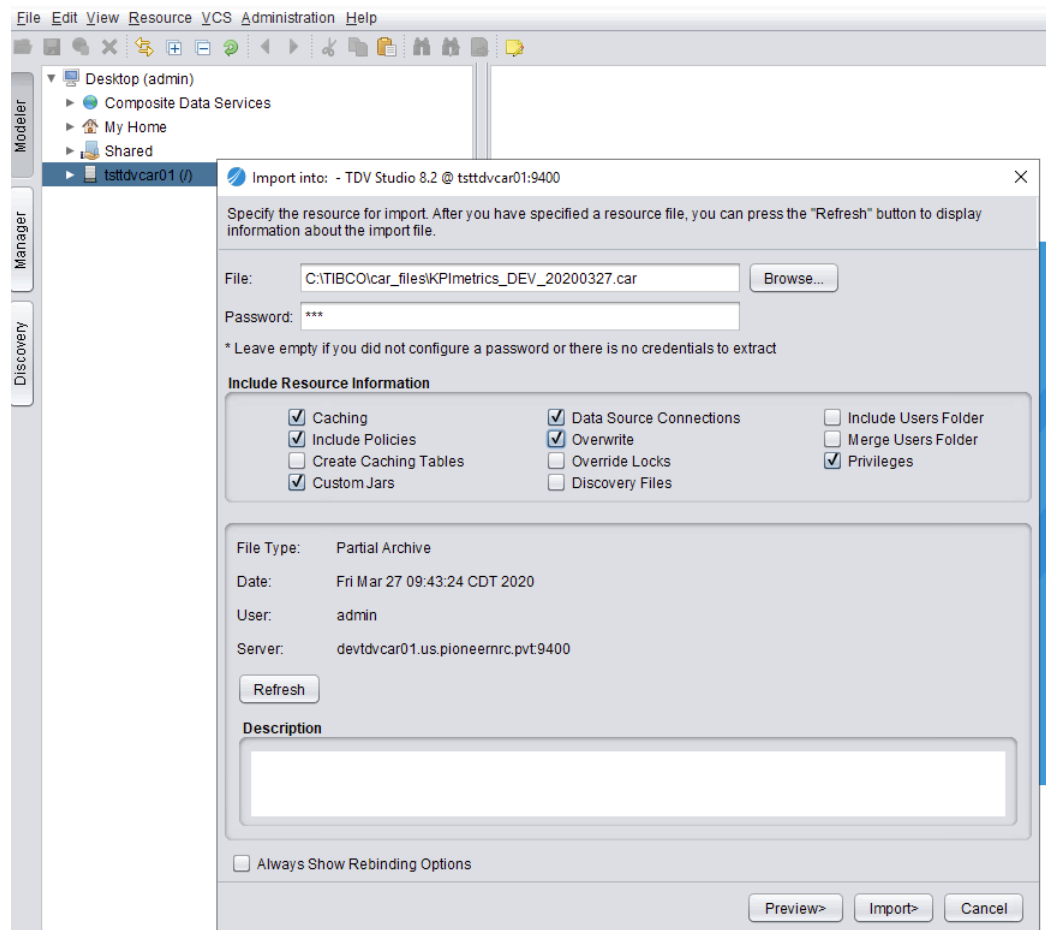 File Edit View Resource VCS Administration Help
Modeler
Manager
Discovery
Desktop (admin)
Composite Data Services
My Home
Shared
tsttdvcar01 (/)
Import into: - TDV Studio 8.2 @ tsttdvcar01:9400
Specify the resource for import. After you have specified a resource file, you can press the "Refresh" button to display
information about the import file.
File: C:\TIBCO\car_files\KPImetrics_DEV_20200327.car Browse...
Password: ***
* Leave empty if you did not configure a password or there is no credentials to extract
Include Resource Information
Caching Data Source Connections Include Users Folder
Include Policies Overwrite Merge Users Folder
Create Caching Tables Override Locks Privileges
Custom Jars Discovery Files
File Type: Partial Archive
Date: Fri Mar 27 09:43:24 CDT 2020
User: admin
Server: devtdvcar01.us.pioneernrc.pvt:9400
Refresh
Description
Always Show Rebinding Options
Preview> Import> Cancel